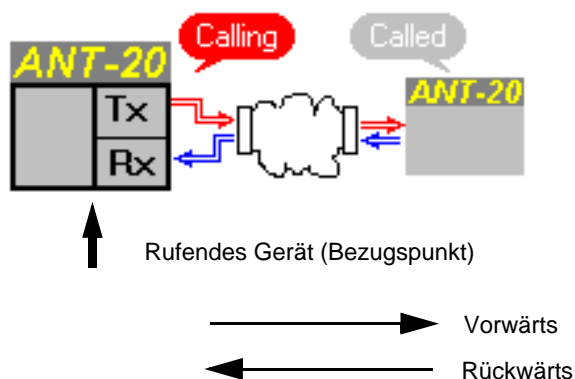 Calling
Called
ANT-20
ANT-20
Tx
Rx
Rufendes Gerät (Bezugspunkt)
Vorwärts
Rückwärts